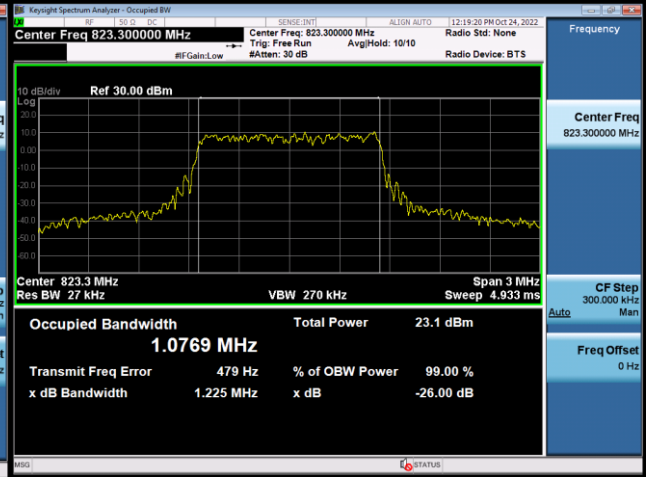 Keysight Spectrum Analyzer - Occupied BW
RF 50 Ω DC SENSE:INT ALIGN AUTO 12:19:20 PM Oct 24, 2022
Center Freq 823.300000 MHz
Center Freq: 823.300000 MHz Radio Std: None
Trig: Free Run Avg|Hold: 10/10
#IFGain:Low #Atten: 30 dB Radio Device: BTS
10 dB/div Ref 30.00 dBm
Log
20.0
10.0
0.00
-10.0
-20.0
-30.0
-40.0
-50.0
-60.0
Center 823.3 MHz Span 3 MHz
Res BW 27 kHz VBW 270 kHz Sweep 4.933 ms
Occupied Bandwidth Total Power 23.1 dBm
1.0769 MHz
Transmit Freq Error 479 Hz % of OBW Power 99.00 %
x dB Bandwidth 1.225 MHz x dB -26.00 dB
MSG STATUS
Frequency
Center Freq
823.300000 MHz
CF Step
300.000 kHz
Auto Man
Freq Offset
0 Hz